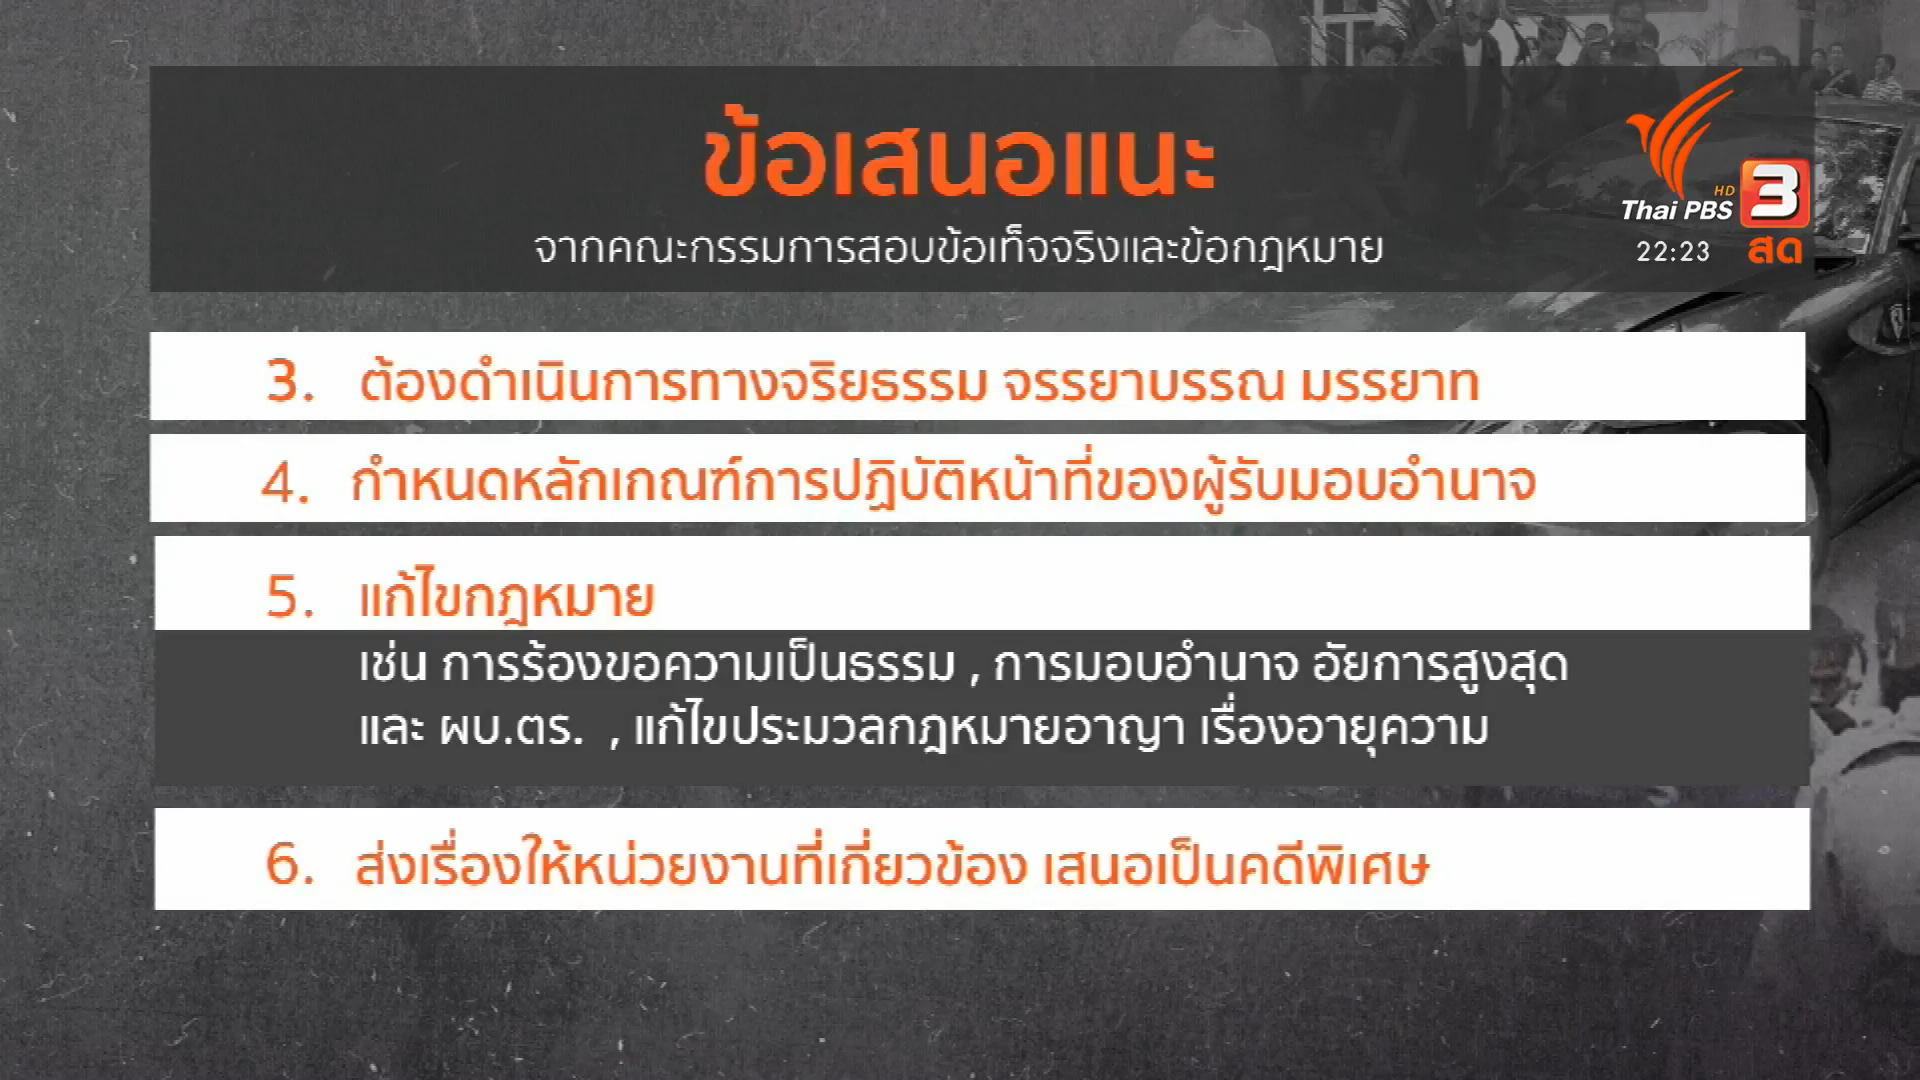 ข้อเสนอแนะ
จากคณะกรรมการสอบข้อเท็จจริงและข้อกฎหมาย
HD
Thai PBS 3
22:23 สด
3. ต้องดำเนินการทางจริยธรรม จรรยาบรรณ มรรยาท
4. กำหนดหลักเกณฑ์การปฏิบัติหน้าที่ของผู้รับมอบอำนาจ
5. แก้ไขกฎหมาย
เช่น การร้องขอความเป็นธรรม , การมอบอำนาจ อัยการสูงสุด
และ ผบ.ตร. , แก้ไขประมวลกฎหมายอาญา เรื่องอายุความ
6. ส่งเรื่องให้หน่วยงานที่เกี่ยวข้อง เสนอเป็นคดีพิเศษ